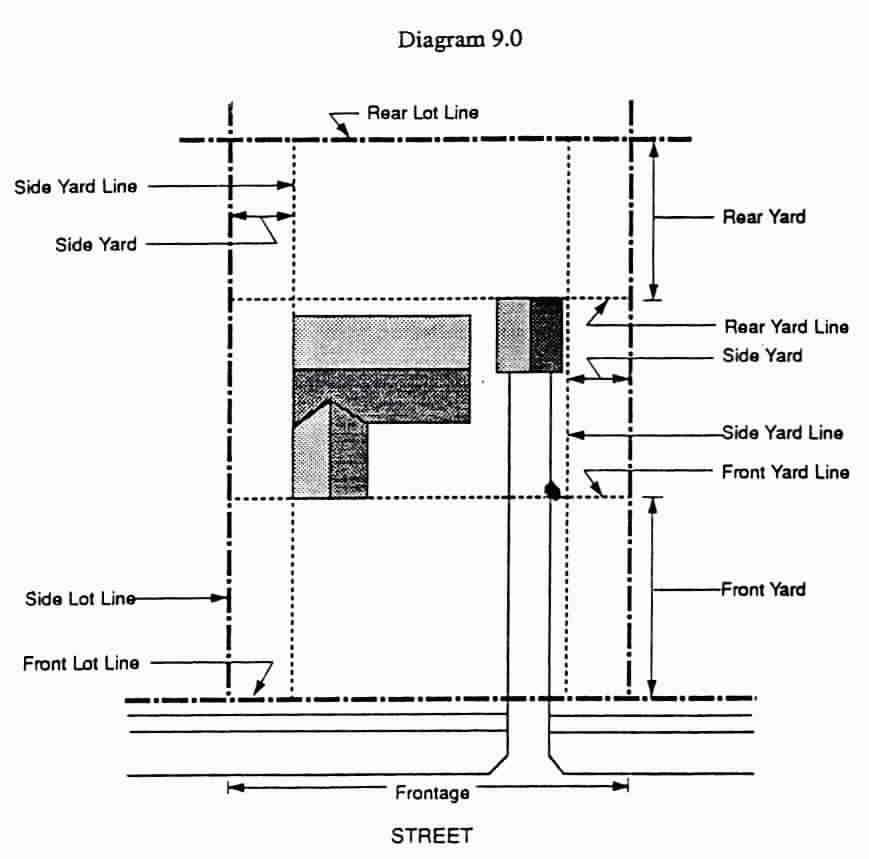 Diagram 9.0
Rear Lot Line
Side Yard Line
Rear Yard
Side Yard
Rear Yard Line
Side Yard
Side Yard Line
Front Yard Line
Front Yard
Side Lot Line
Front Lot Line
Frontage
STREET